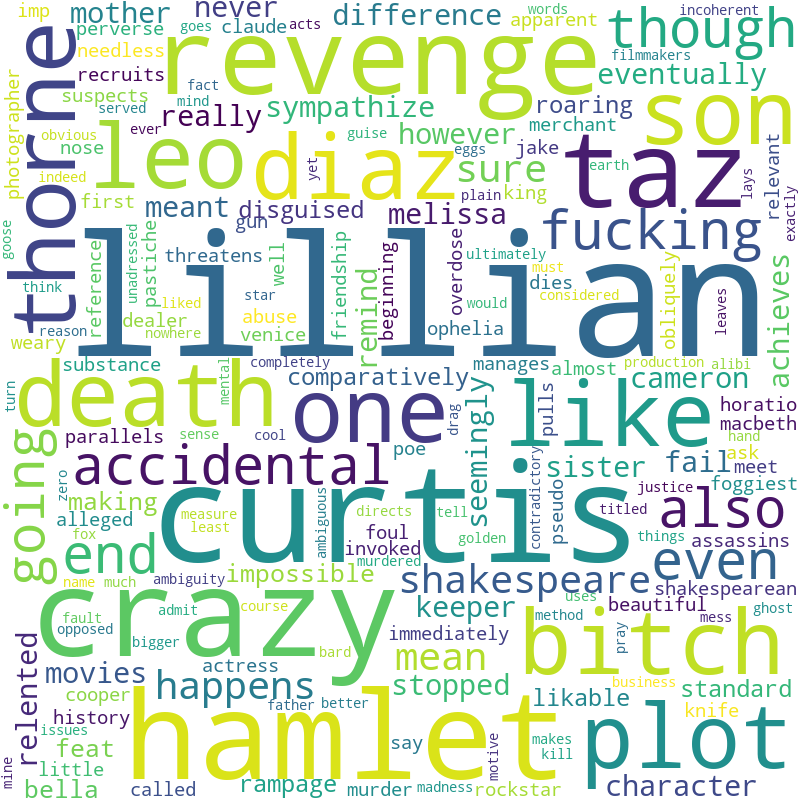 imp
mother
never
difference
apparent
words
incoherent
perverse
goes
claude
acts
needless
recruits
revenge
though
filmmakers
photographer
thorne
suspects
served
fact
mind
sympathize
roaring
eventually
son
obvious
ever
really
guise
however
merchant
nose
leo
diaz
sure
eggs
jake
earth
taz
relevant
indeed
first
yet
plain
king
lays
exactly
goose
meant
disguised
gun
melissa
fucking
lillian
think
reference
unadressed
pastiche
threatens
well
friendship
remind
beginning
overdose
ultimately
dies
must
considered
obliquely
leaves
achieves
liked
star
abuse
would
reason
dealer
nowhere
venice
ophelia
weary
substance
completely
manages
almost
production
alibi
turn
death
mental
comparatively
one
drag
seemingly
pulls
like
cameron
horatio
macbeth
hand
going
parallels
sense
cool
poe
contradictory
ask
accidental
sister
fail
meet
zero
making
curtis
pseudo
justice
foggiest
alleged
measure
least
ambiguous
directs
tell
golden
titled
things
also
end
fox
foul
invoked
murdered
assassins
even
name
much
ambiguity
impossible
shakespeare
shakespearean
crazy
course
keeper
uses
beautiful
ghost
fault
admit
method
mess
opposed
bigger
bard
immediately
pray
bitch
relented
movies
actress
happens
mean
stopped
business
standard
cooper
father
better
likable
knife
history
hamlet
plot
issues
feat
say
motive
makes
kill
mine
little
bella
called
rampage
murder
madness
rockstar
character